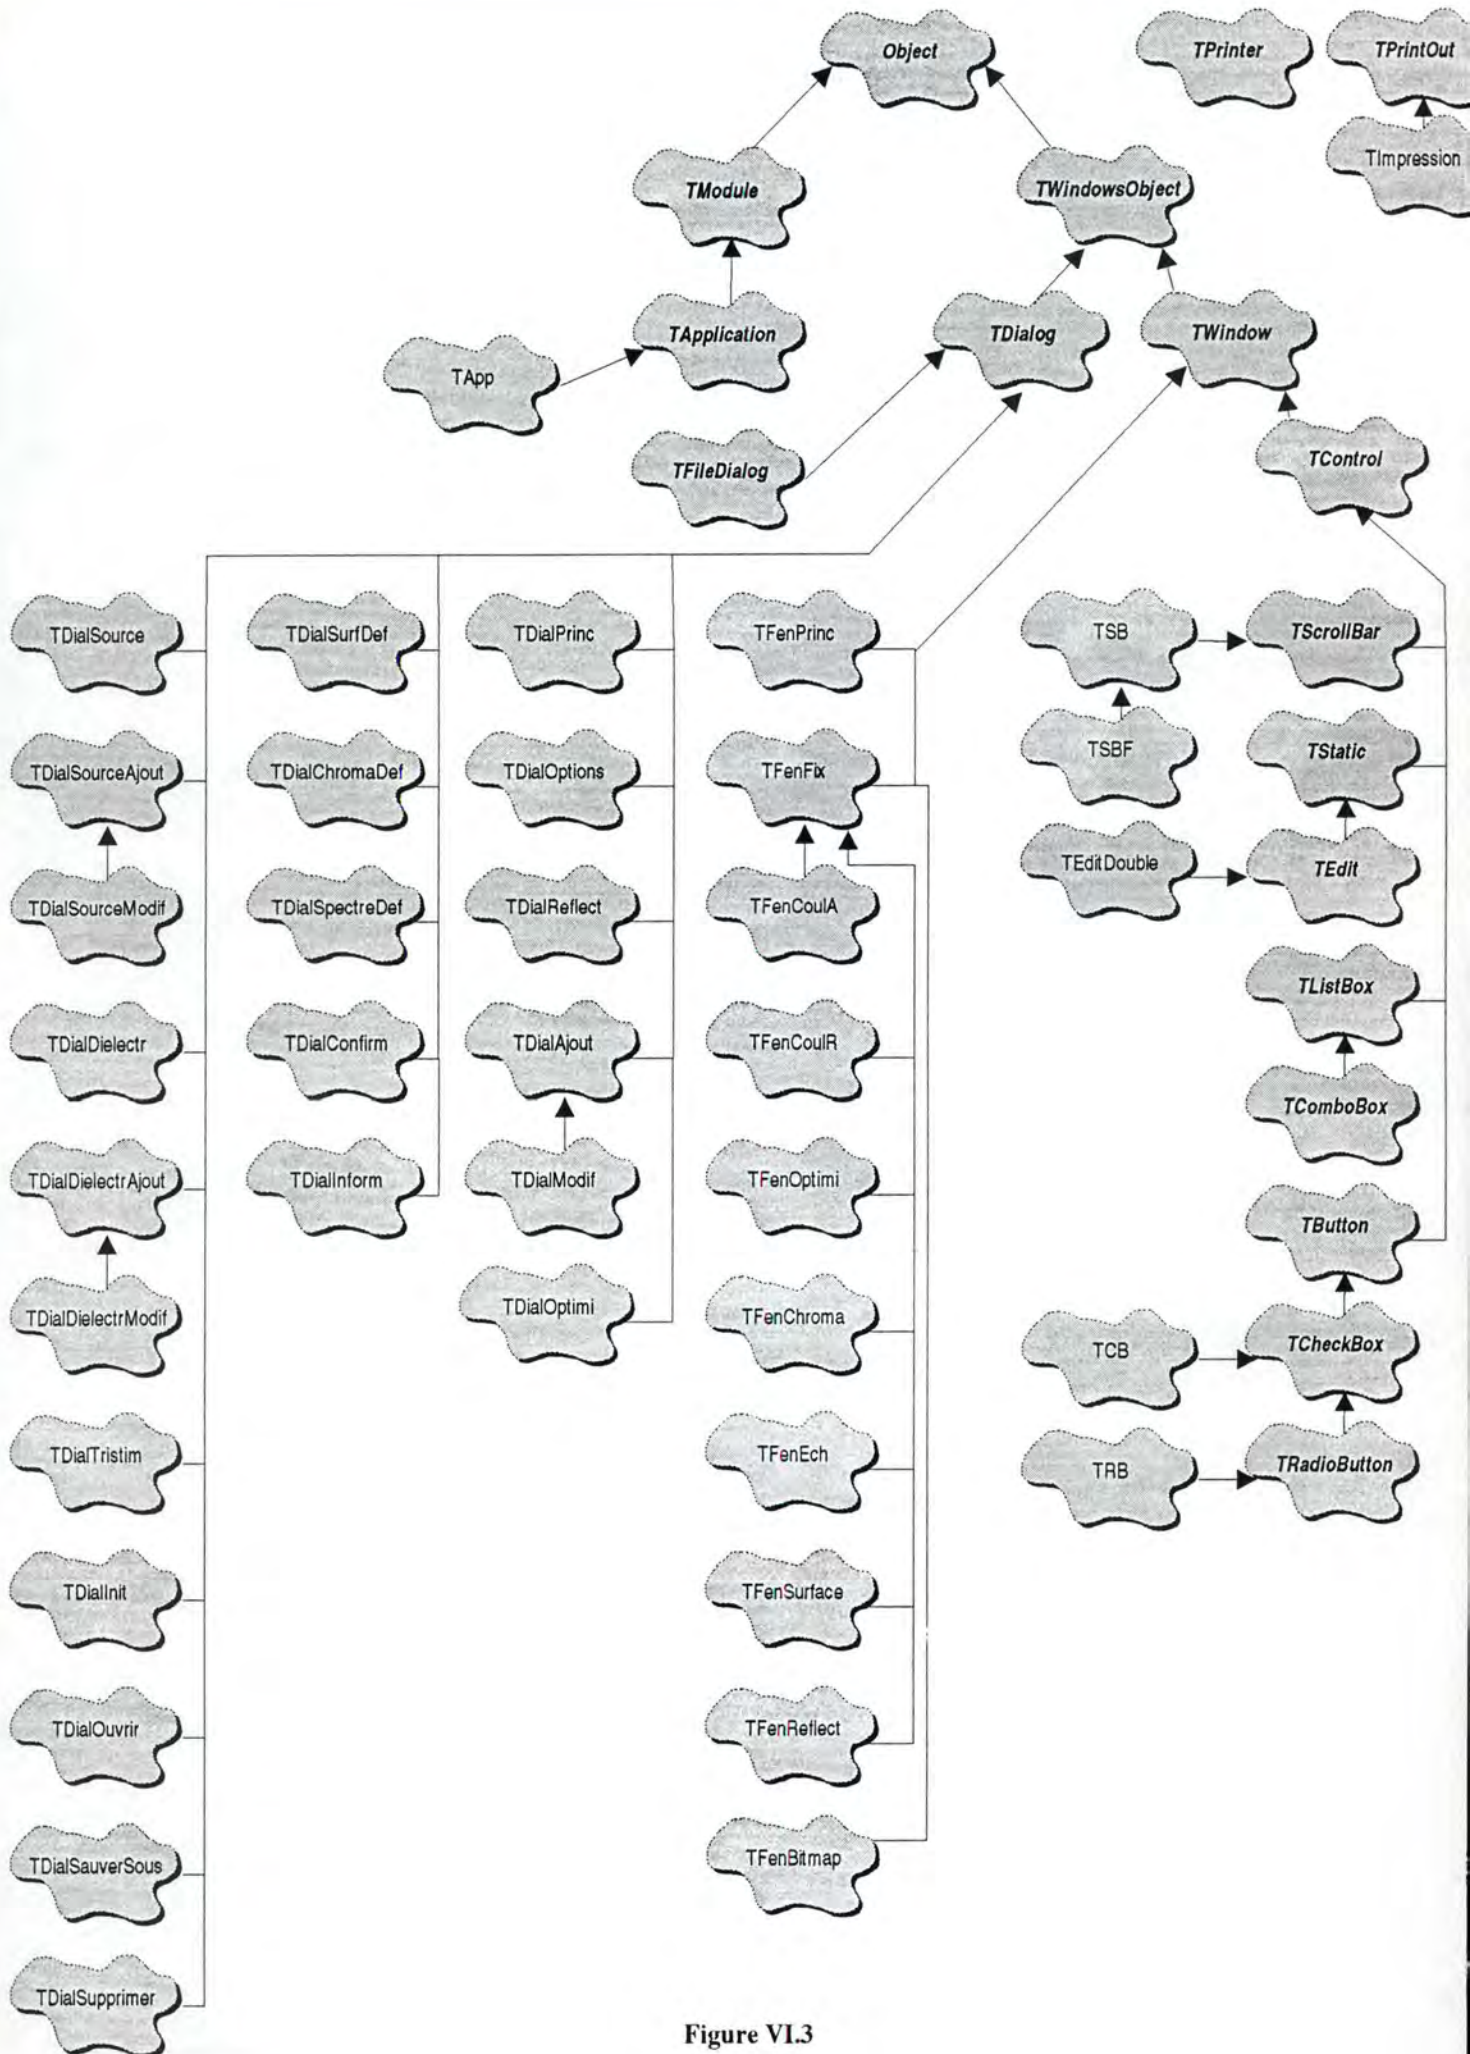 Object
TPrinter
TPrintOut
TImpression
TModule
TWindowsObject
TApplication
TDialog
TWindow
TApp
TFileDialog
TControl
TDialSource
TDialSurfDef
TDialPrinc
TFenPrinc
TSB
TScrollBar
TDialSourceAjout
TDialChromaDef
TDialOptions
TFenFix
TSBF
TStatic
TDialSourceModif
TDialSpectreDef
TDialReflect
TFenCoulA
TEditDouble
TEdit
TListBox
TDialDielectr
TDialConfirm
TDialAjout
TFenCoulR
TComboBox
TDialDielectrAjout
TDialInform
TDialModif
TFenOptimi
TButton
TDialDielectrModif
TDialOptimi
TFenChroma
TCB
TCheckBox
TDialTristim
TFenEch
TRB
TRadioButton
TDialInit
TFenSurface
TDialOuvrir
TFenReflect
TDialSauverSous
TFenBitmap
TDialSupprimer
Figure VI.3